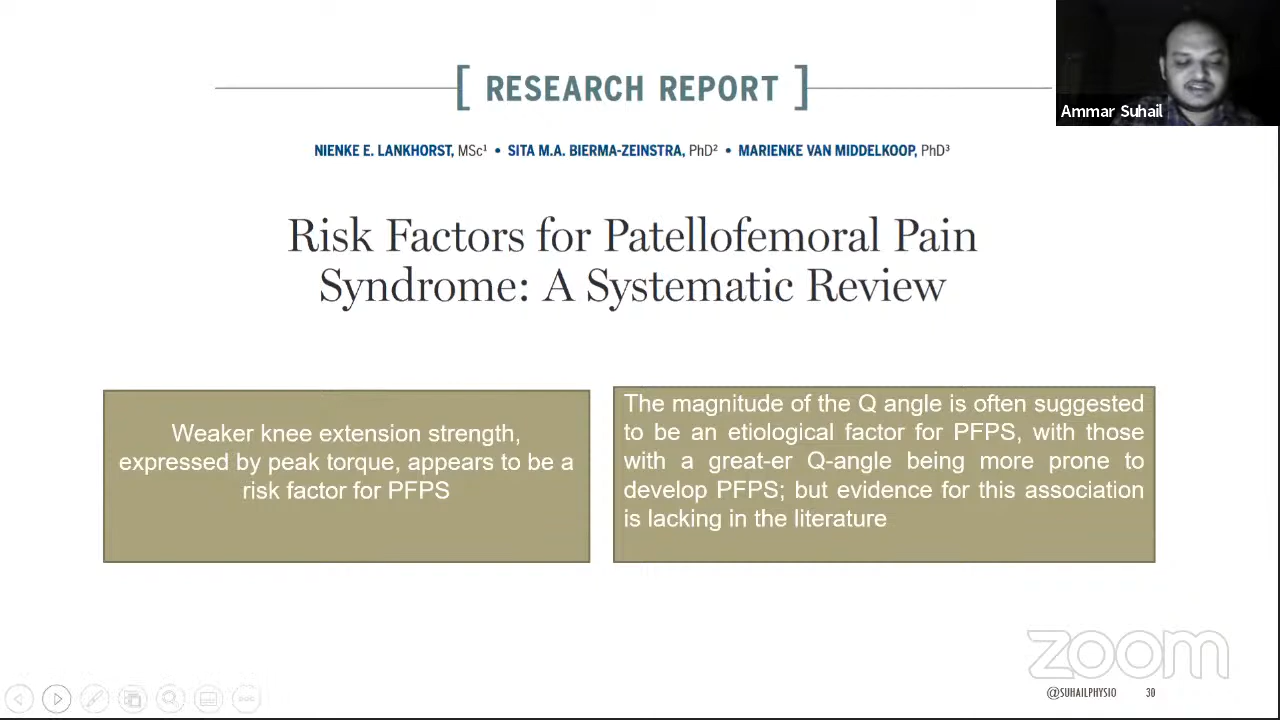 [ RESEARCH REPORT ]
Ammar Suhail
NIENKE E. LANKHORST, MSc¹ • SITA M.A. BIERMA-ZEINSTRA, PhD² • MARIENKE VAN MIDDELKOOP, PhD³
Risk Factors for Patellofemoral Pain
Syndrome: A Systematic Review
Weaker knee extension strength,
expressed by peak torque, appears to be a
risk factor for PFPS
The magnitude of the Q angle is often suggested
to be an etiological factor for PFPS, with those
with a great-er Q-angle being more prone to
develop PFPS; but evidence for this association
is lacking in the literature
zoom
@SUHAILPHYSIO 30